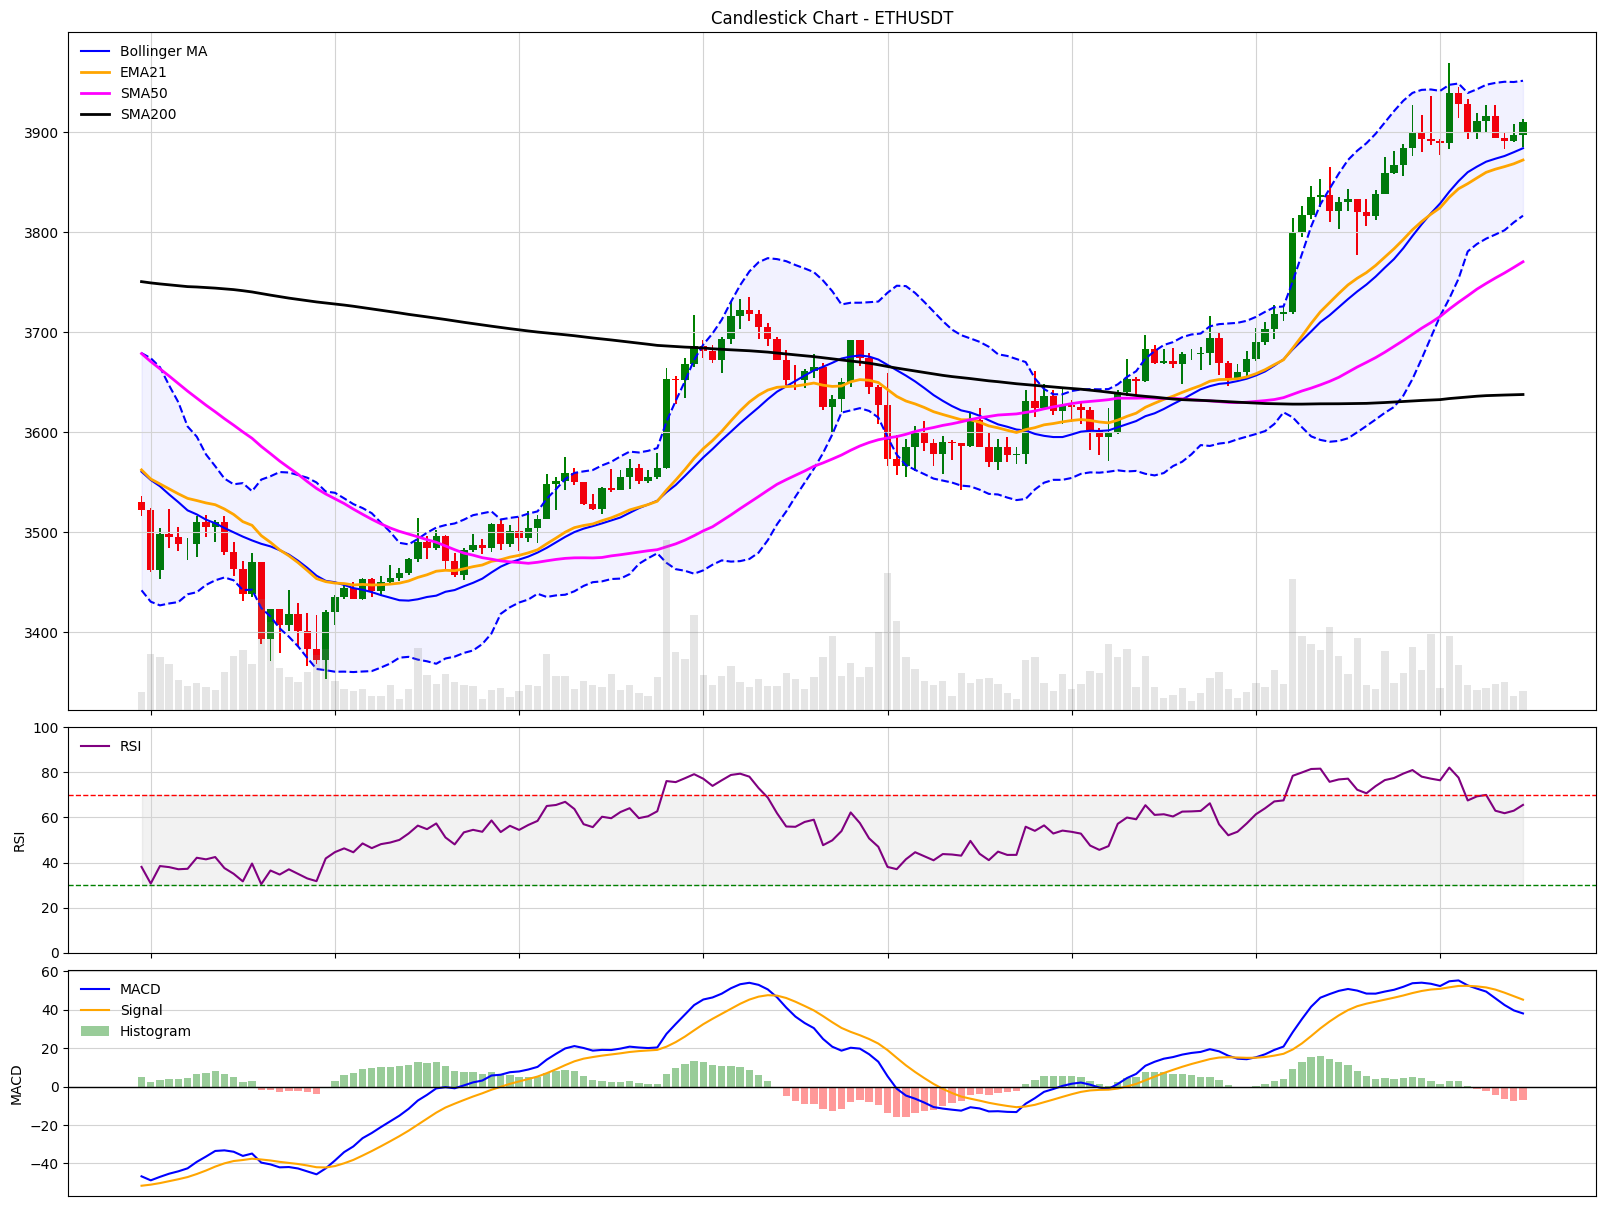 Candlestick Chart - ETHUSDT
Bollinger MA
EMA21
SMA50
SMA200
3900
3800
3700
3600
3500
3400
RSI
100
80
60
40
20
0
RSI
MACD
Signal
Histogram
60
40
20
0
−20
−40
MACD